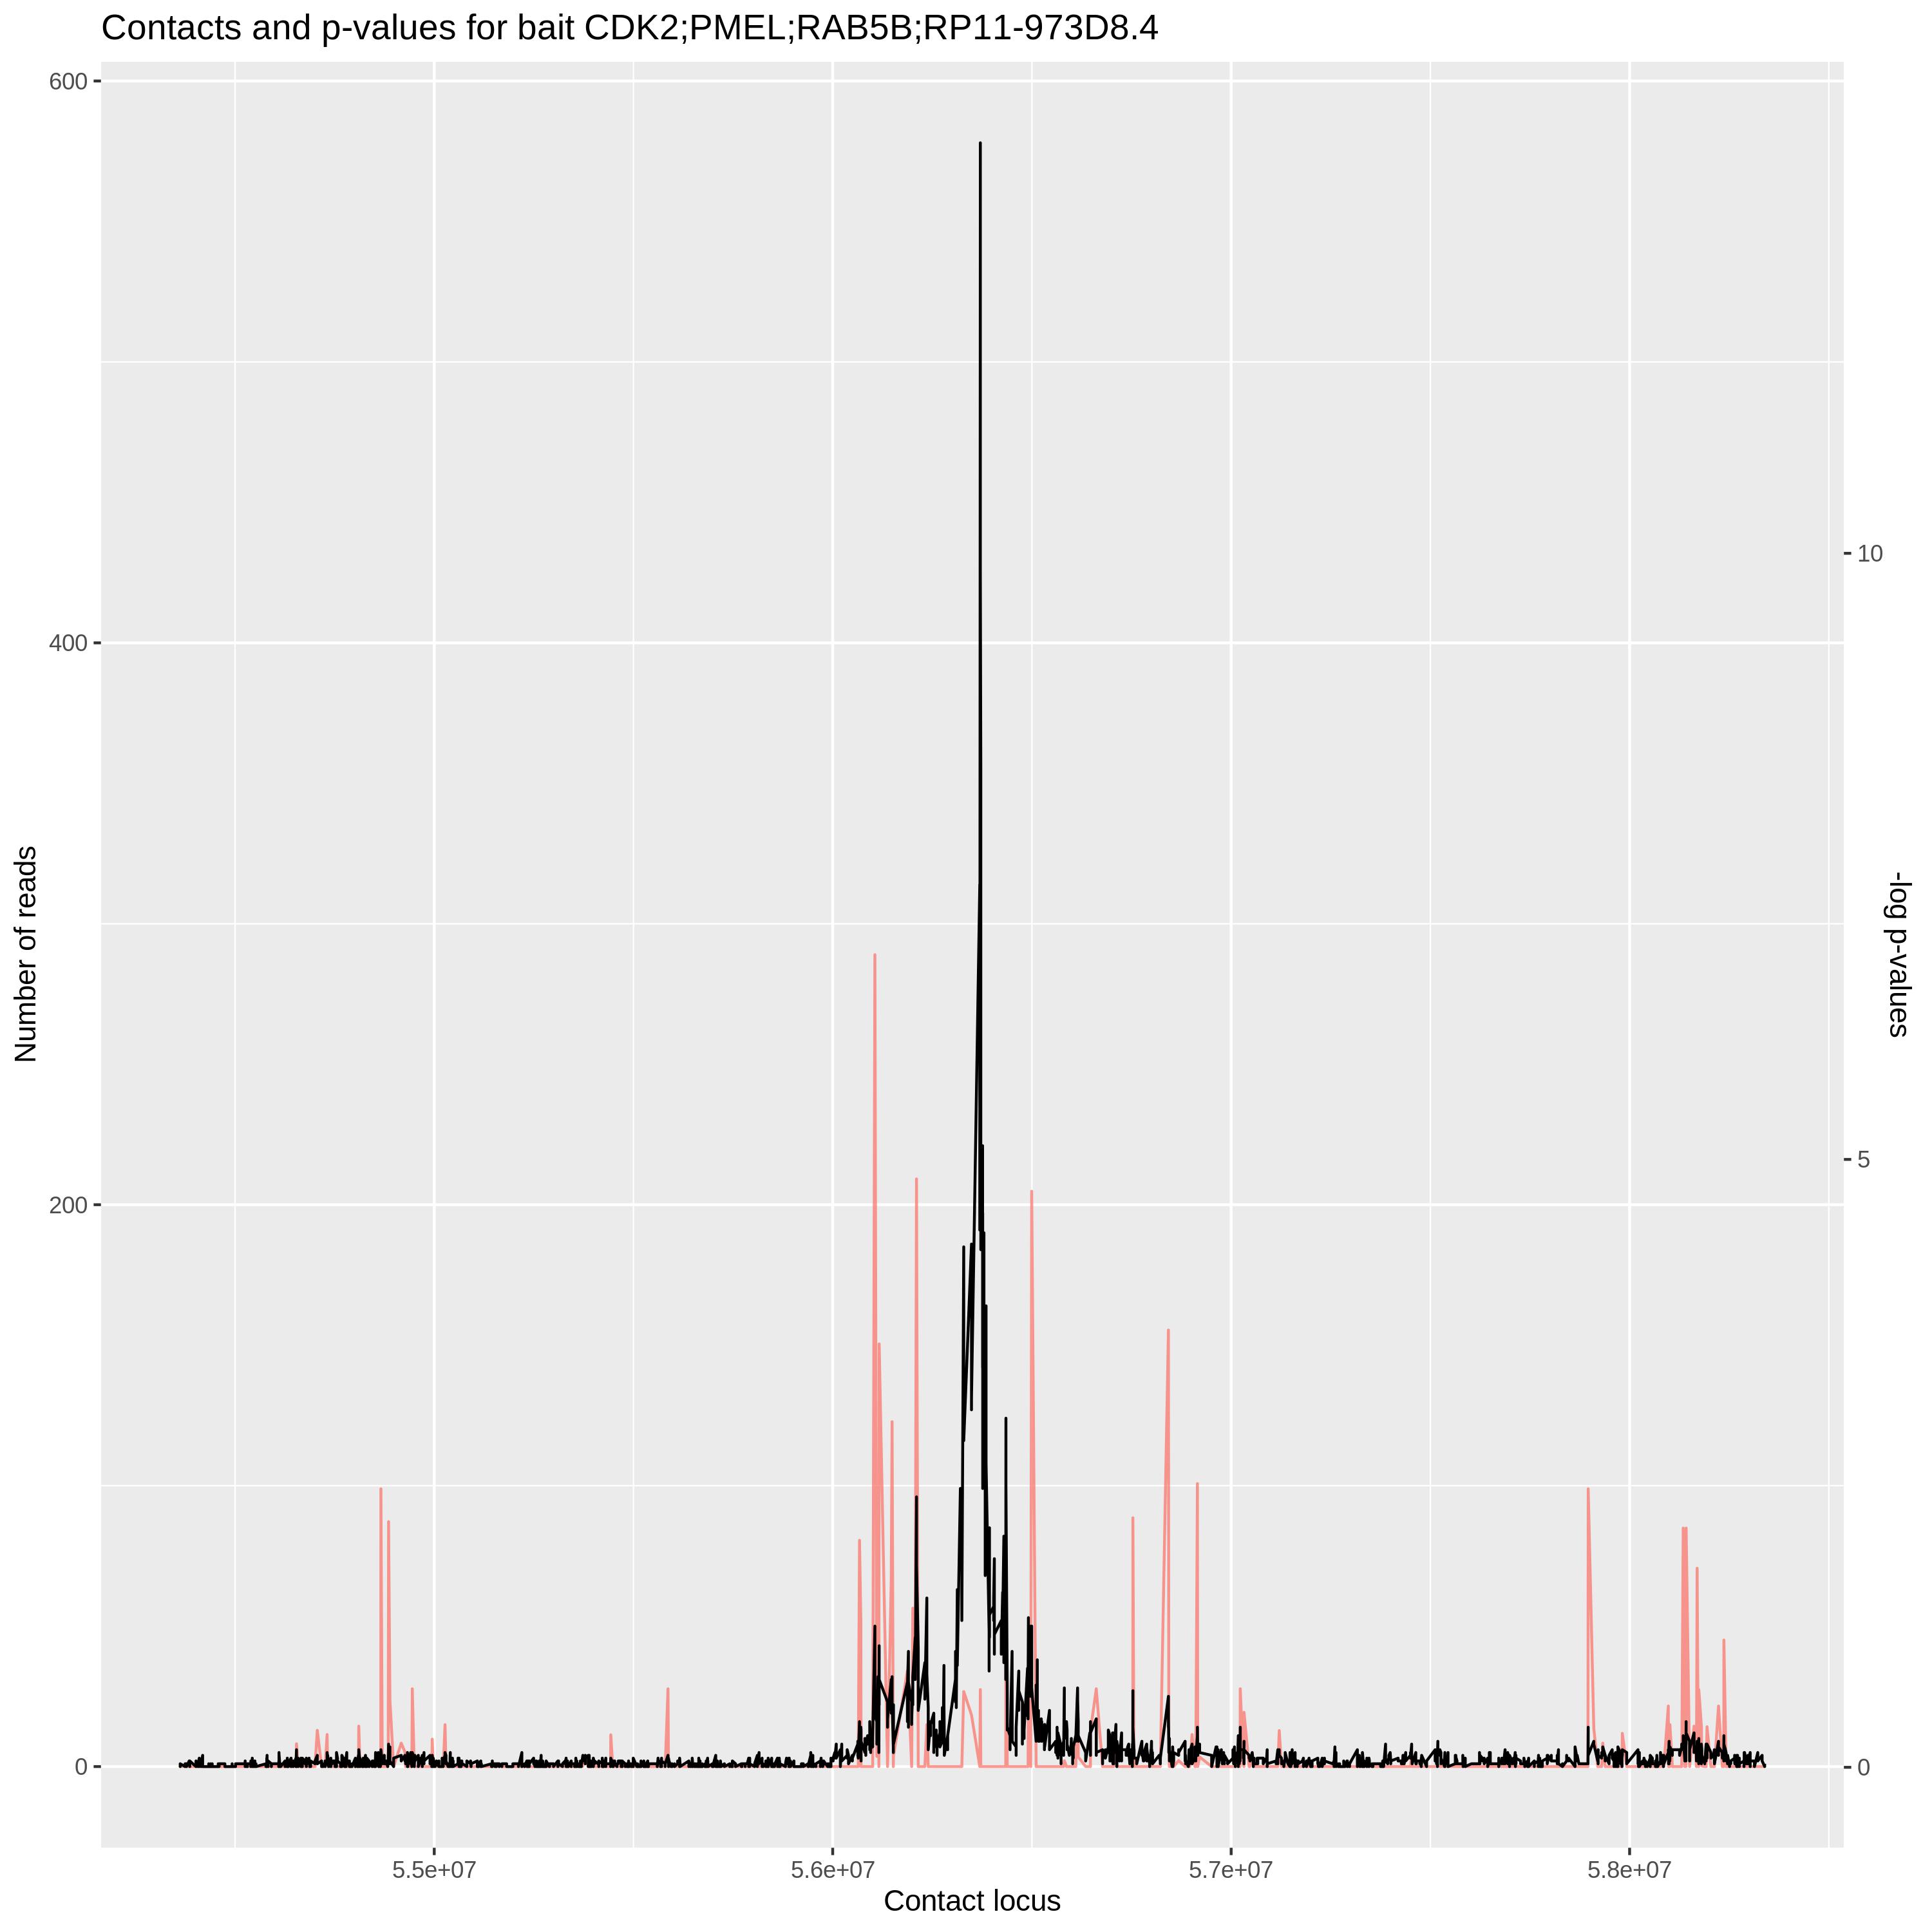 Contacts and p-values for bait CDK2;PMEL;RAB5B;RP11-973D8.4
600
400
200
0
Number of reads
10
5
0
-log p-values
5.5e+07
5.6e+07
5.7e+07
5.8e+07
Contact locus